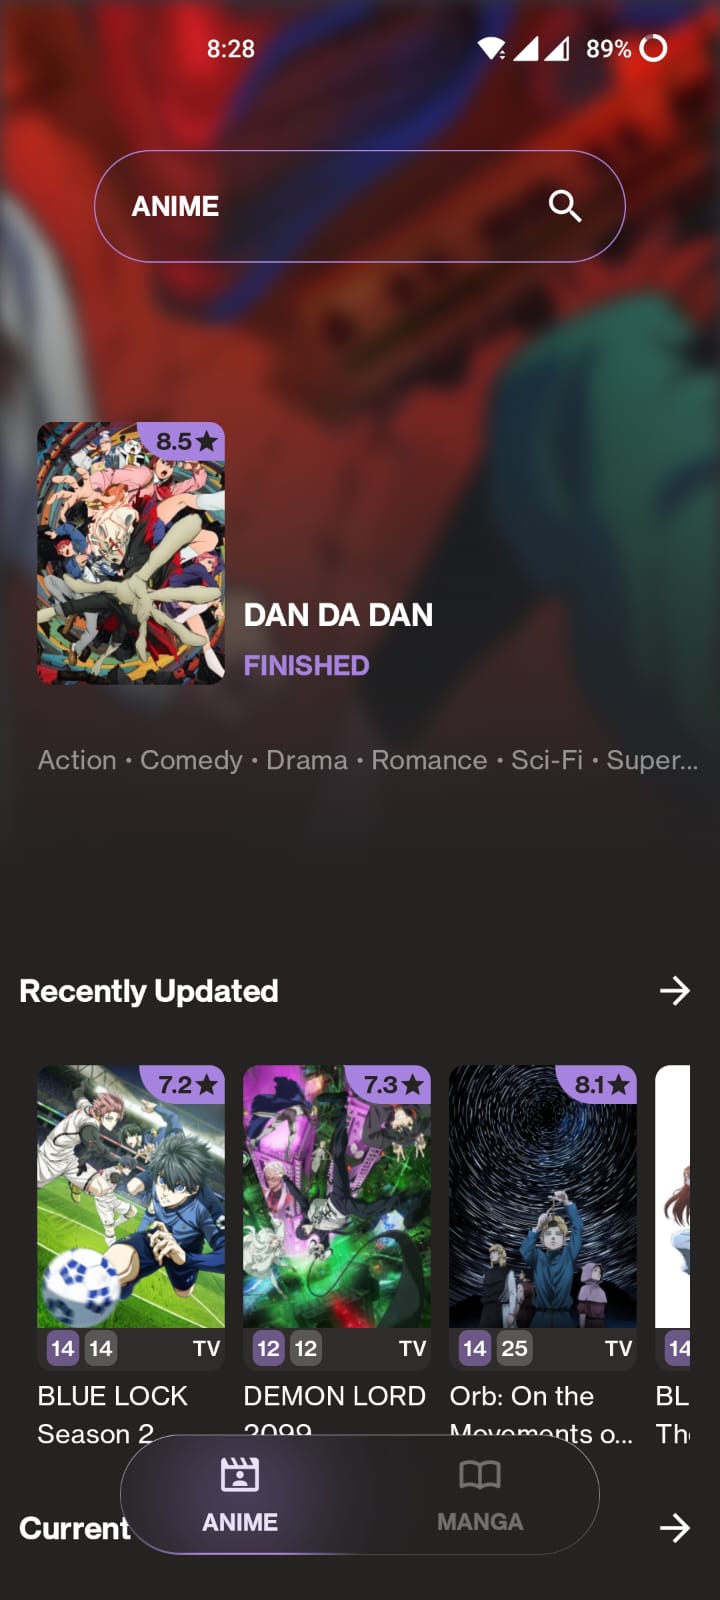 8:28
89%
ANIME
8.5★
DAN DA DAN
FINISHED
Action • Comedy • Drama • Romance • Sci-Fi • Super...
Recently Updated
7.2★
7.3★
8.1★
14 14 TV
12 12 TV
14 25 TV
14
BLUE LOCK
Season 2
DEMON LORD
2099
Orb: On the
Movements o...
BL
Th
Current
ANIME
MANGA